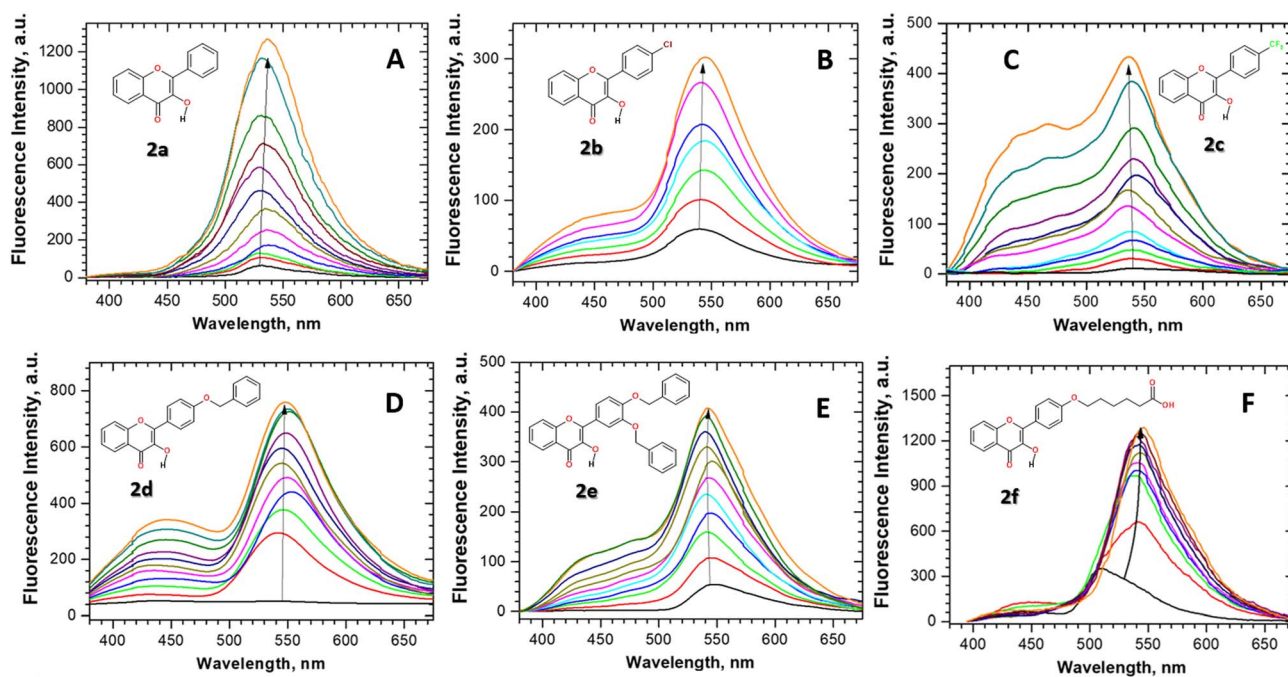 A
B
C
Fluorescence Intensity, a.u.
1200
1000
800
600
400
200
0
400 450 500 550 600 650
Wavelength, nm
O
O
O
H
2a
Fluorescence Intensity, a.u.
300
200
100
0
400 450 500 550 600 650
Wavelength, nm
Cl
O
O
O
H
2b
Fluorescence Intensity, a.u.
500
400
300
200
100
0
400 450 500 550 600 650
Wavelength, nm
CF3
O
O
O
H
2c
D
E
F
Fluorescence Intensity, a.u.
800
600
400
200
0
400 450 500 550 600 650
Wavelength, nm
O
O
O
O
H
2d
Fluorescence Intensity, a.u.
500
400
300
200
100
0
400 450 500 550 600 650
Wavelength, nm
O
O
O
O
O
H
2e
Fluorescence Intensity, a.u.
1500
1200
900
600
300
0
400 450 500 550 600 650
Wavelength, nm
O
OH
O
O
O
O
H
2f